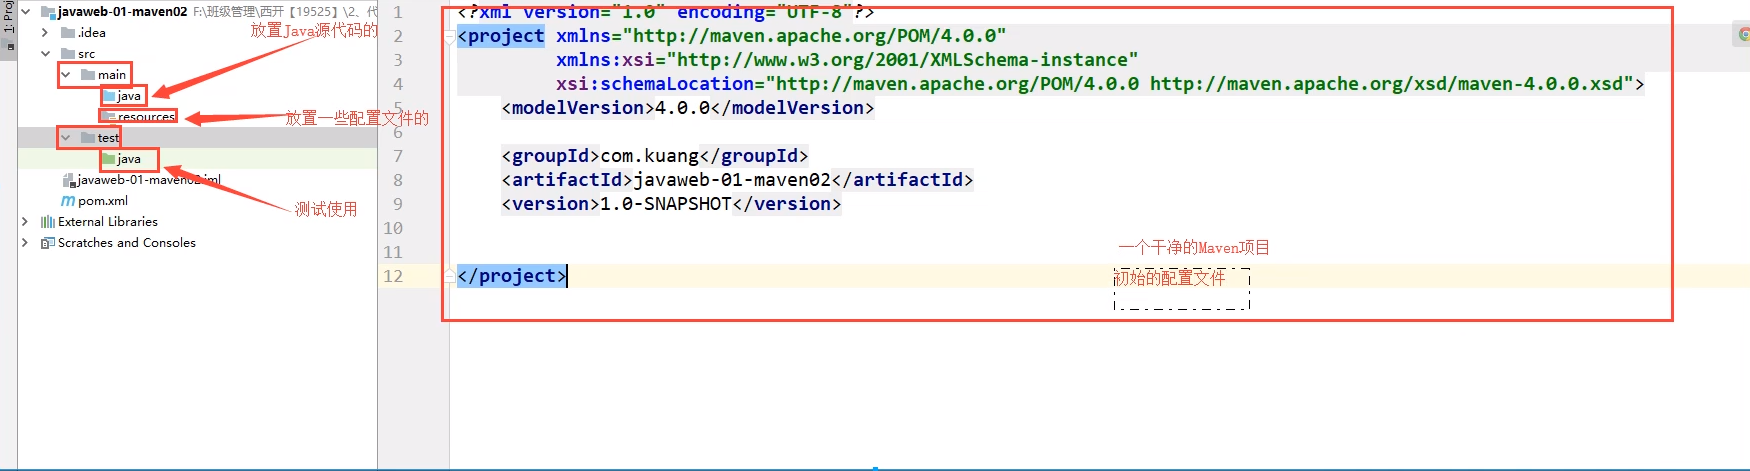 1: Proj
javaweb-01-maven02 F:\班级管理\西开【19525】\2、代
放置Java源代码的
.idea
src
main
java
resources
放置一些配置文件的
test
java
javaweb-01-maven02.iml
pom.xml
测试使用
External Libraries
Scratches and Consoles
1 <?xml version="1.0" encoding="UTF-8"?>
2 <project xmlns="http://maven.apache.org/POM/4.0.0"
3 xmlns:xsi="http://www.w3.org/2001/XMLSchema-instance"
4 xsi:schemaLocation="http://maven.apache.org/POM/4.0.0 http://maven.apache.org/xsd/maven-4.0.0.xsd">
5 <modelVersion>4.0.0</modelVersion>
6
7 <groupId>com.kuang</groupId>
8 <artifactId>javaweb-01-maven02</artifactId>
9 <version>1.0-SNAPSHOT</version>
10
11
一个干净的Maven项目
12 </project>
初始的配置文件